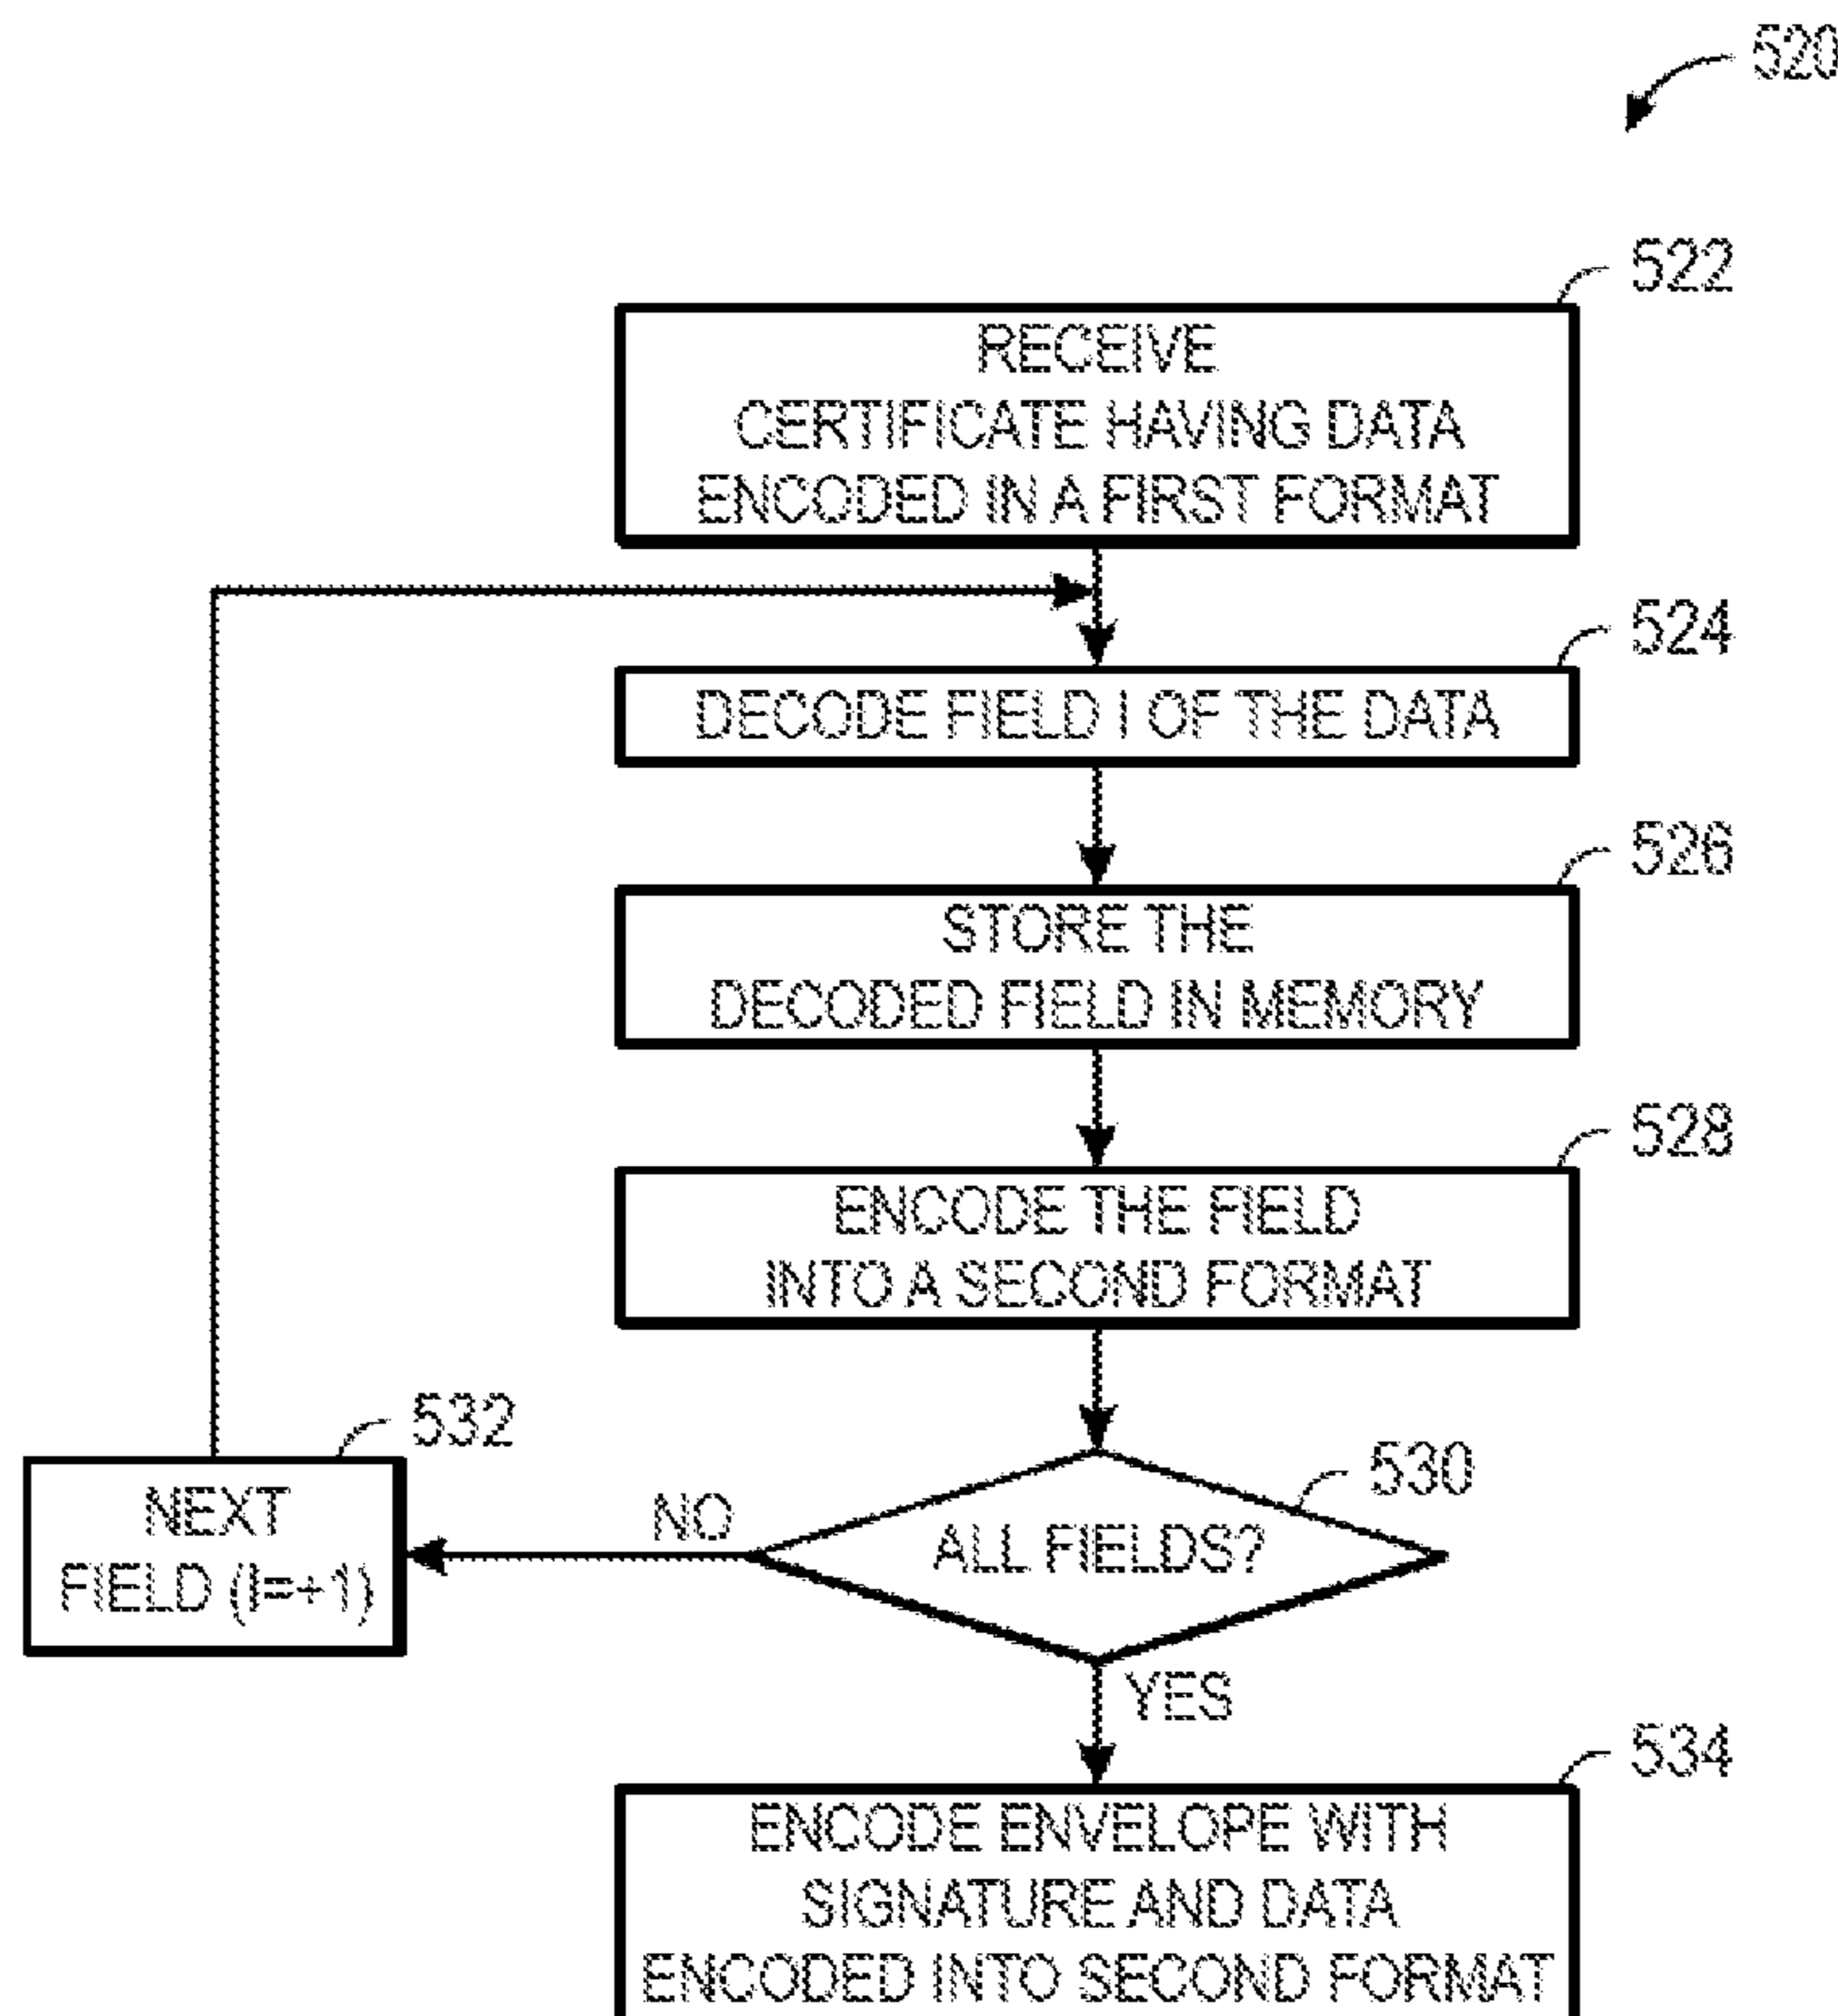 520
522
RECEIVE
CERTIFICATE HAVING DATA
ENCODED IN A FIRST FORMAT
524
DECODE FIELD I OF THE DATA
526
STORE THE
DECODED FIELD IN MEMORY
528
ENCODE THE FIELD
INTO A SECOND FORMAT
532
NEXT
FIELD (I=+1)
NO
530
ALL FIELDS?
YES
534
ENCODE ENVELOPE WITH
SIGNATURE AND DATA
ENCODED INTO SECOND FORMAT